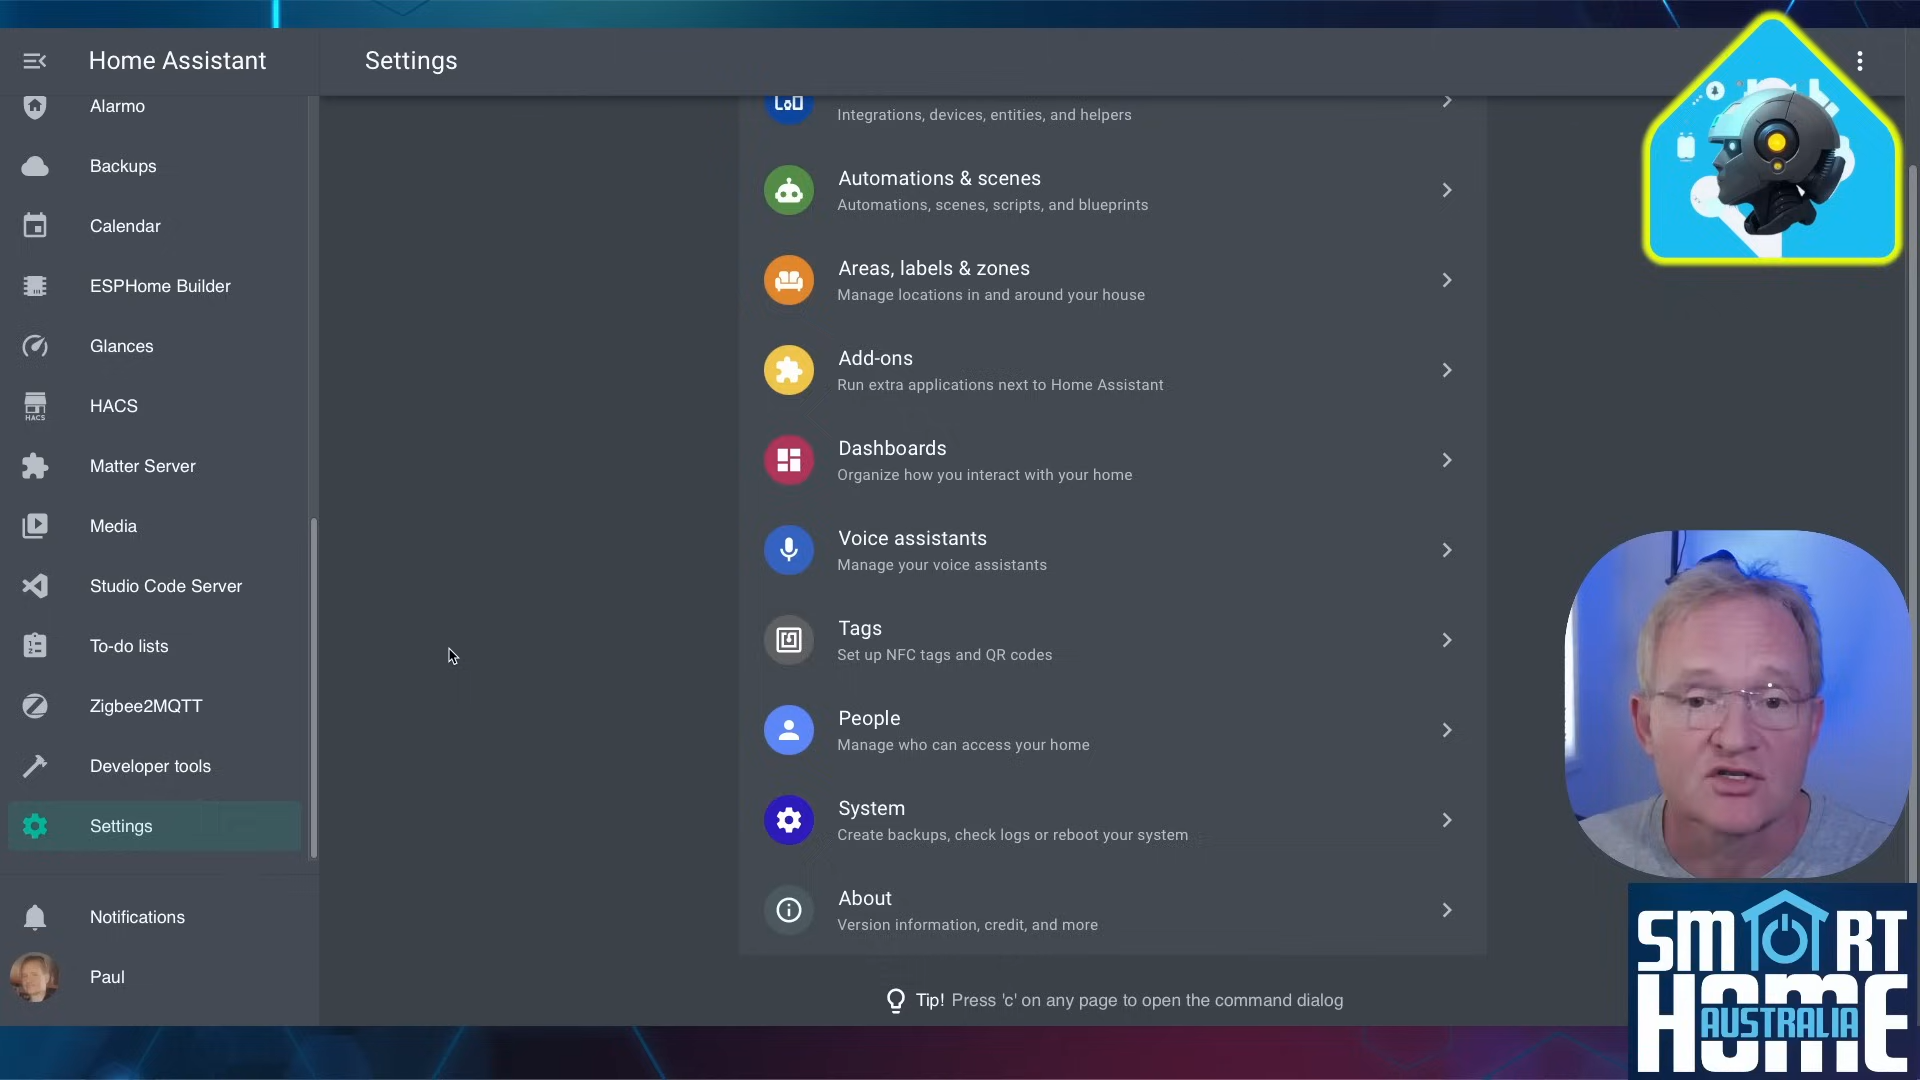 Home Assistant
Settings
Alarmo
Backups
Calendar
ESPHome Builder
Glances
HACS
HACS
Matter Server
Media
Studio Code Server
To-do lists
Zigbee2MQTT
Developer tools
Settings
Notifications
Paul
Integrations, devices, entities, and helpers
Automations & scenes
Automations, scenes, scripts, and blueprints
Areas, labels & zones
Manage locations in and around your house
Add-ons
Run extra applications next to Home Assistant
Dashboards
Organize how you interact with your home
Voice assistants
Manage your voice assistants
Tags
Set up NFC tags and QR codes
People
Manage who can access your home
System
Create backups, check logs or reboot your system
About
Version information, credit, and more
Tip! Press 'c' on any page to open the command dialog
SMART
HOME
AUSTRALIA